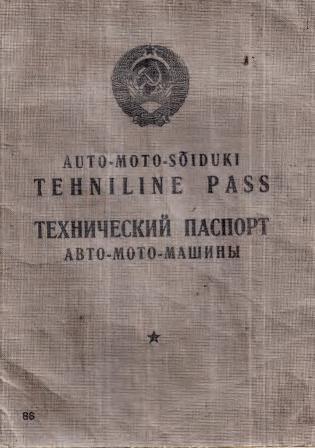 AUTO-MOTO-SÕIDUKI
TEHNILINE PASS
ТЕХНИЧЕСКИЙ ПАСПОРТ
АВТО-МОТО-МАШИНЫ
86